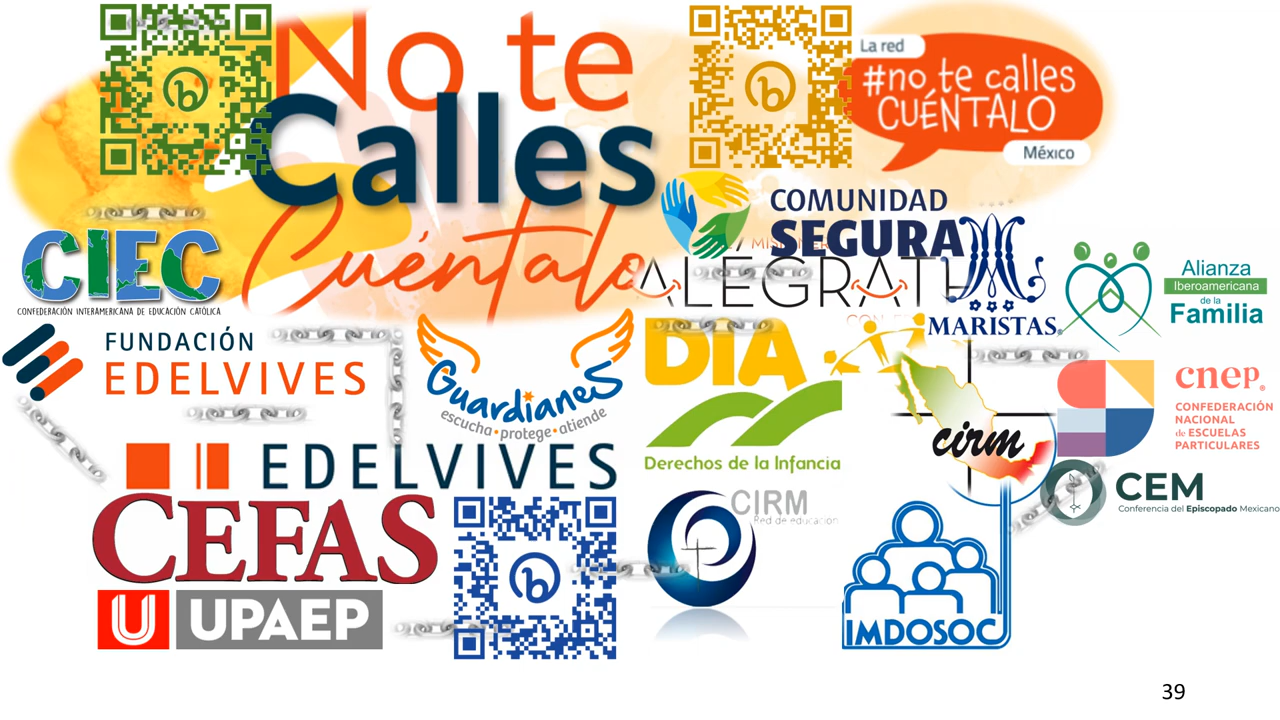 No te
Calles
Cuéntalo
La red
#no te calles
CUÉNTALO
México
COMUNIDAD
SEGURA
ALEGRATH
MARISTAS
Alianza
Iberoamericana
de la
Familia
CIEC
CONFEDERACIÓN INTERAMERICANA DE EDUCACIÓN CATÓLICA
FUNDACIÓN
EDELVIVES
Guardianes
escucha•protege•atiende
DIA
Derechos de la Infancia
cirm
cnep
CONFEDERACIÓN
NACIONAL
de ESCUELAS
PARTICULARES
EDELVIVES
CEM
Conferencia del Episcopado Mexicano
CEFAS
U UPAEP
CIRM
Red de educación
IMDOSOC
39